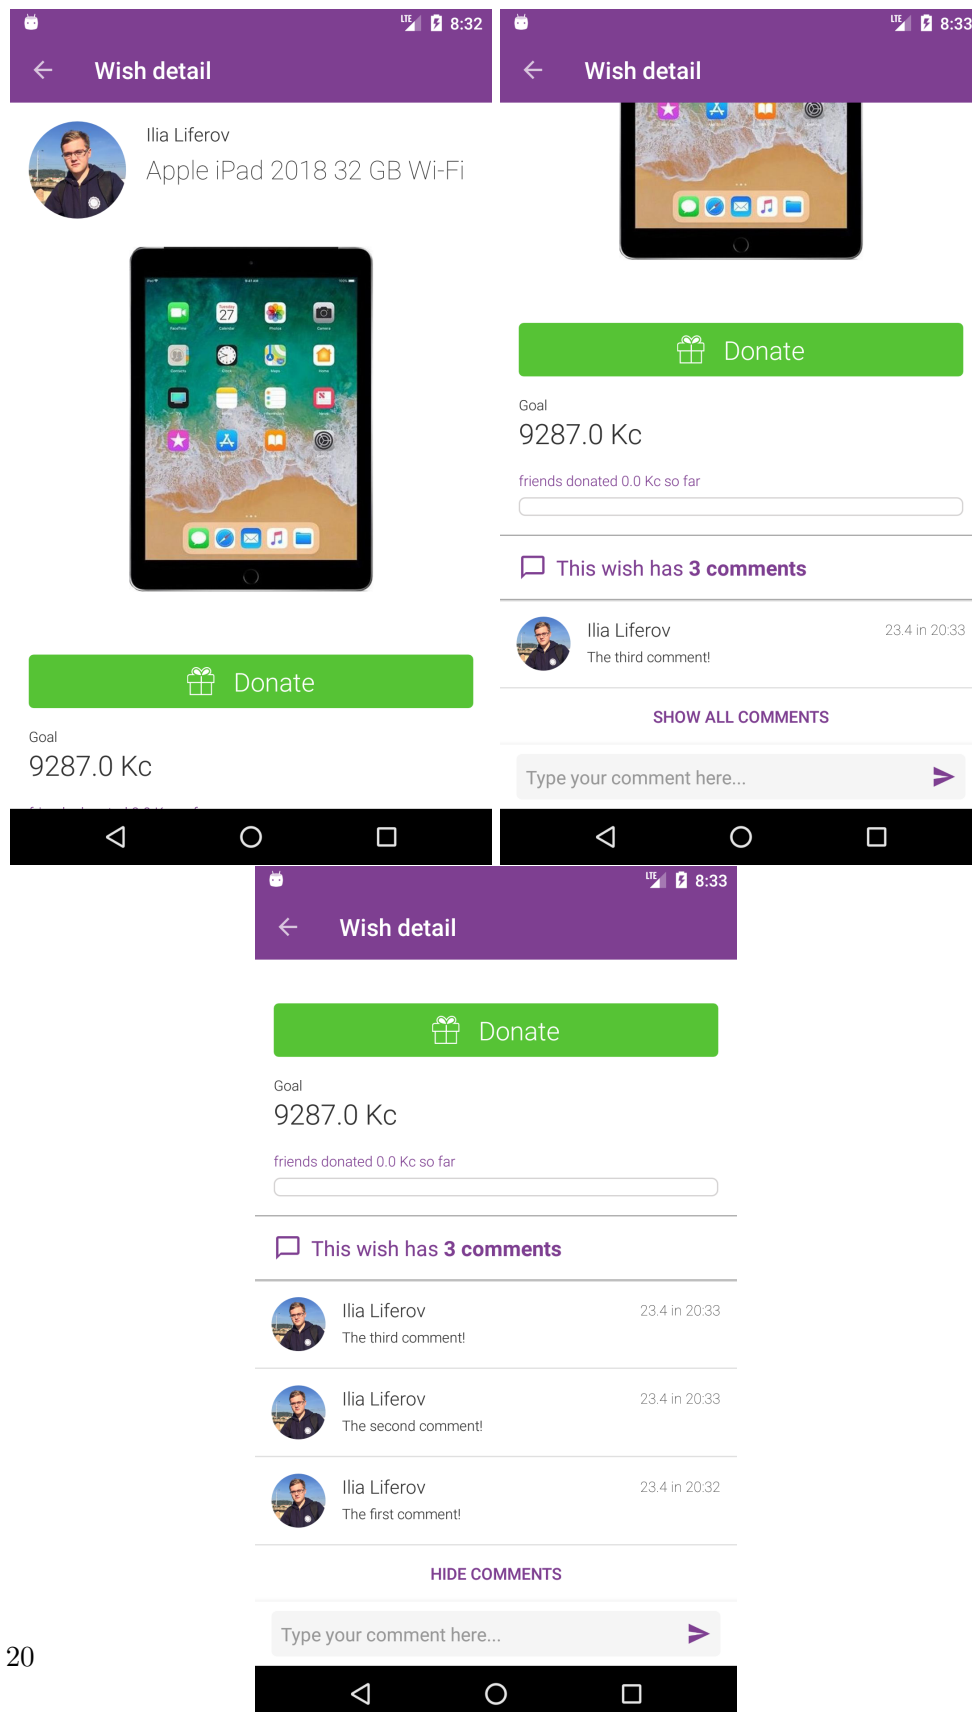 LTE 8:32
Wish detail
Ilia Liferov
Apple iPad 2018 32 GB Wi-Fi
Tuesday
27
Donate
Goal
9287.0 Kc
LTE 8:33
Wish detail
Donate
Goal
9287.0 Kc
friends donated 0.0 Kc so far
This wish has 3 comments
Ilia Liferov 23.4 in 20:33
The third comment!
SHOW ALL COMMENTS
Type your comment here...
LTE 8:33
Wish detail
Donate
Goal
9287.0 Kc
friends donated 0.0 Kc so far
This wish has 3 comments
Ilia Liferov 23.4 in 20:33
The third comment!
Ilia Liferov 23.4 in 20:33
The second comment!
Ilia Liferov 23.4 in 20:32
The first comment!
HIDE COMMENTS
Type your comment here...
20